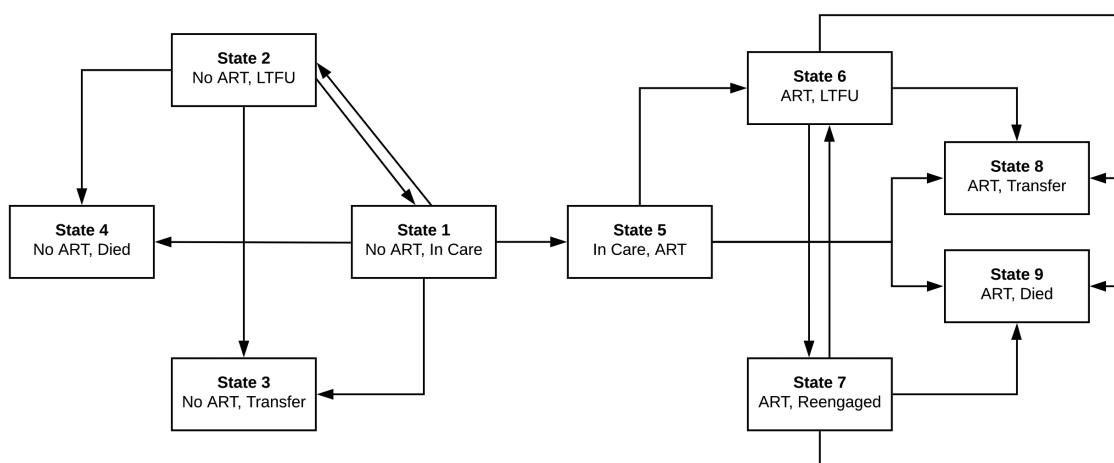 State 2
No ART, LTFU
State 6
ART, LTFU
State 8
ART, Transfer
State 4
No ART, Died
State 1
No ART, In Care
State 5
In Care, ART
State 9
ART, Died
State 3
No ART, Transfer
State 7
ART, Reengaged